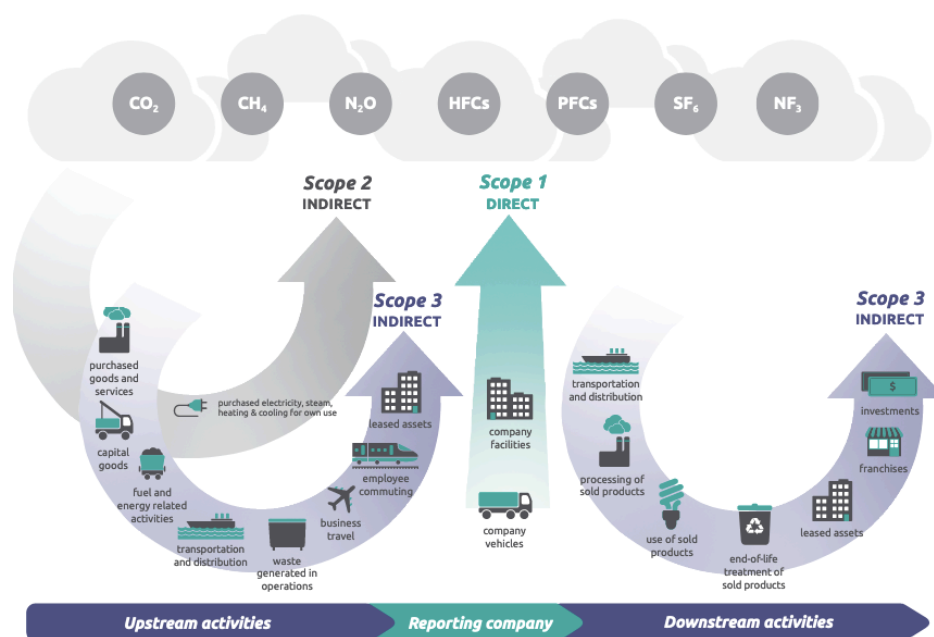 CO₂
CH₄
N₂O
HFCs
PFCs
SF₆
NF₃
Scope 2
INDIRECT
Scope 1
DIRECT
Scope 3
INDIRECT
Scope 3
INDIRECT
purchased
goods and
services
capital
goods
fuel and
energy related
activities
purchased electricity, steam,
heating & cooling for own use
transportation
and distribution
waste
generated in
operations
business
travel
employee
commuting
leased assets
company
facilities
company
vehicles
transportation
and distribution
processing of
sold products
use of sold
products
end-of-life
treatment of
sold products
leased assets
franchises
$
investments
Upstream activities
Reporting company
Downstream activities